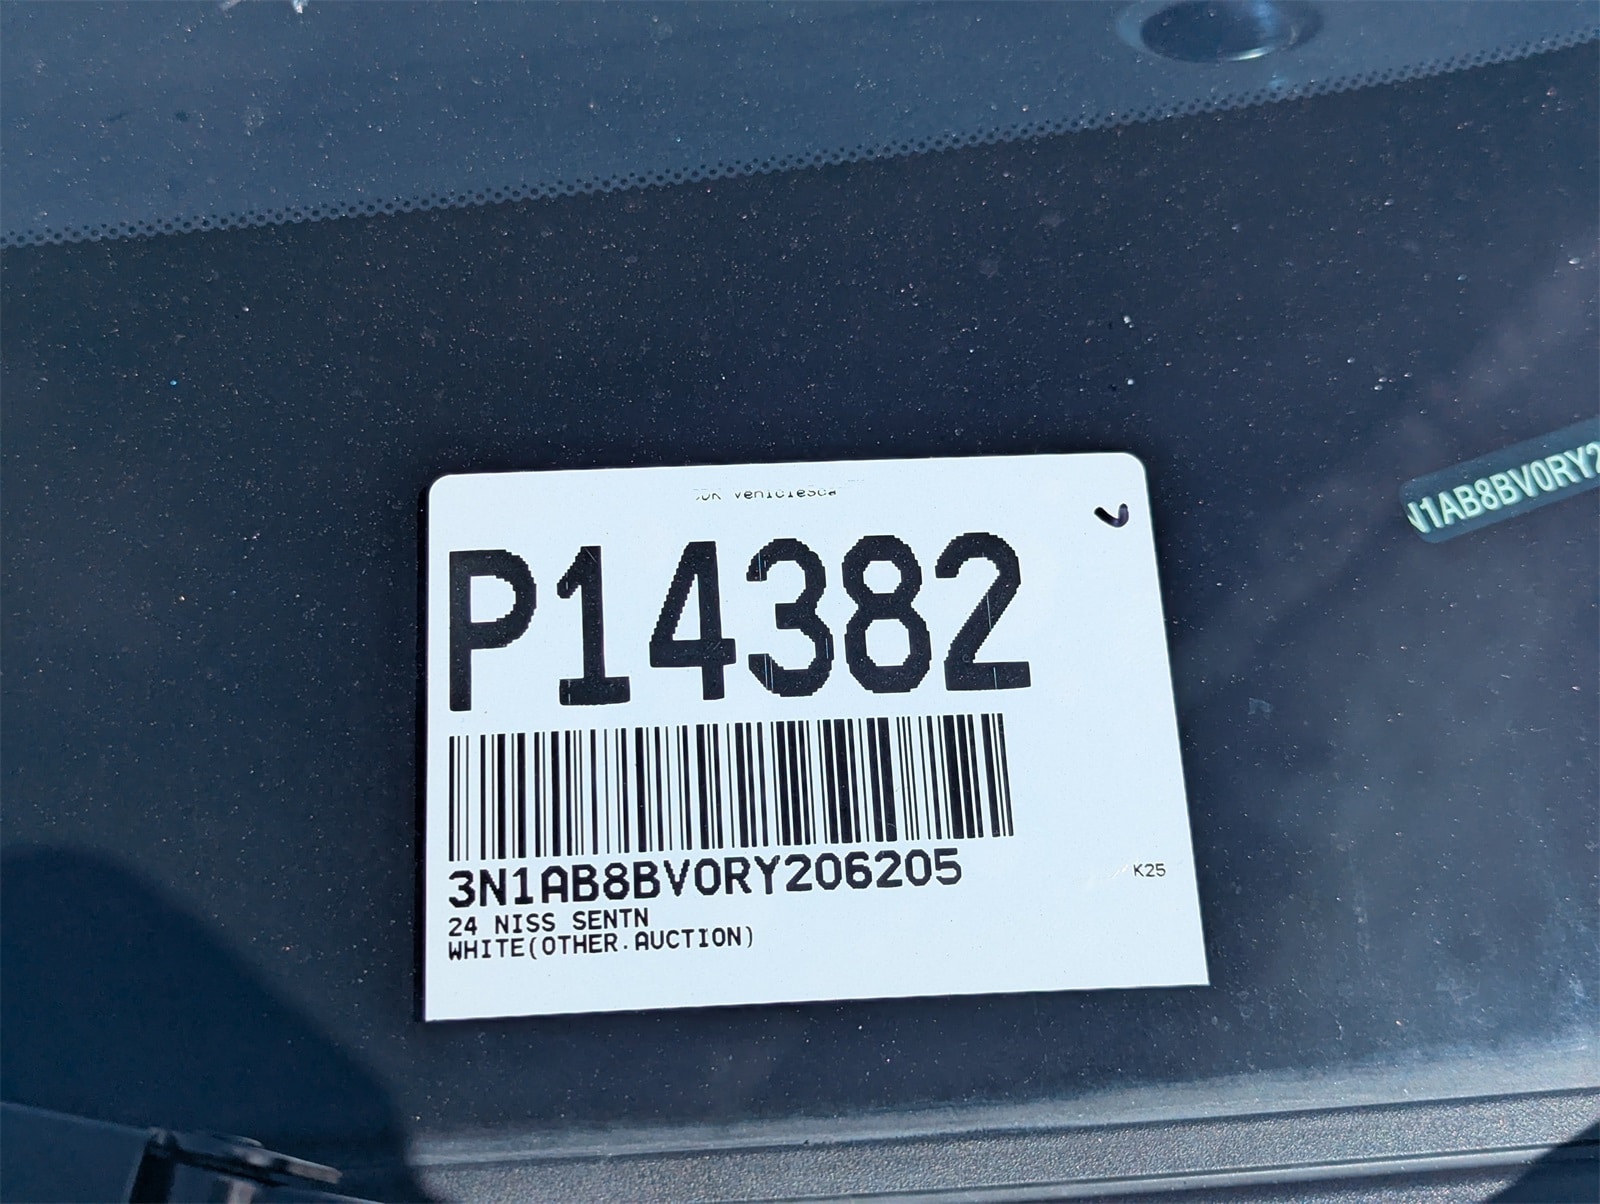 P14382
3N1AB8BV0RY206205
K25
24 NISS SENTN
WHITE(OTHER.AUCTION)
N1AB8BV0RY2